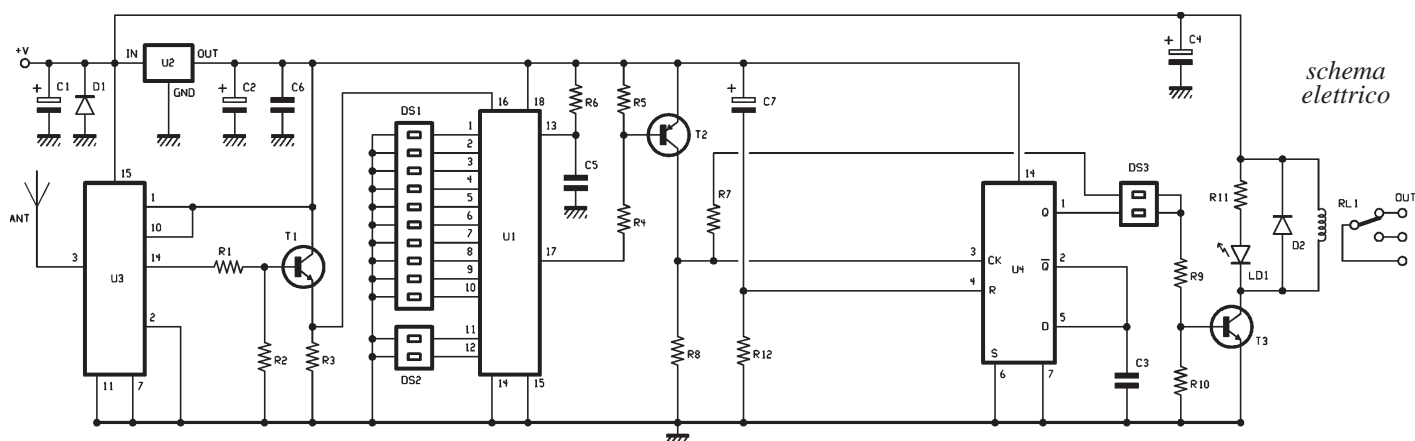 +V
IN
U2
OUT
GND
C1
D1
C2
C6
C4
schema
elettrico
DS1
16
18
R6
R5
C7
T2
1
2
3
4
5
6
7
8
9
10
13
C5
U1
R4
17
R7
DS3
14
15
ANT
3
1
10
14
U3
2
11
7
R1
T1
R2
R3
11
12
DS2
14
15
R8
R12
3
CK
4
R
U4
Q
1
Q
2
D
5
S
6
7
C3
R9
R10
R11
LD1
D2
T3
RL1
OUT